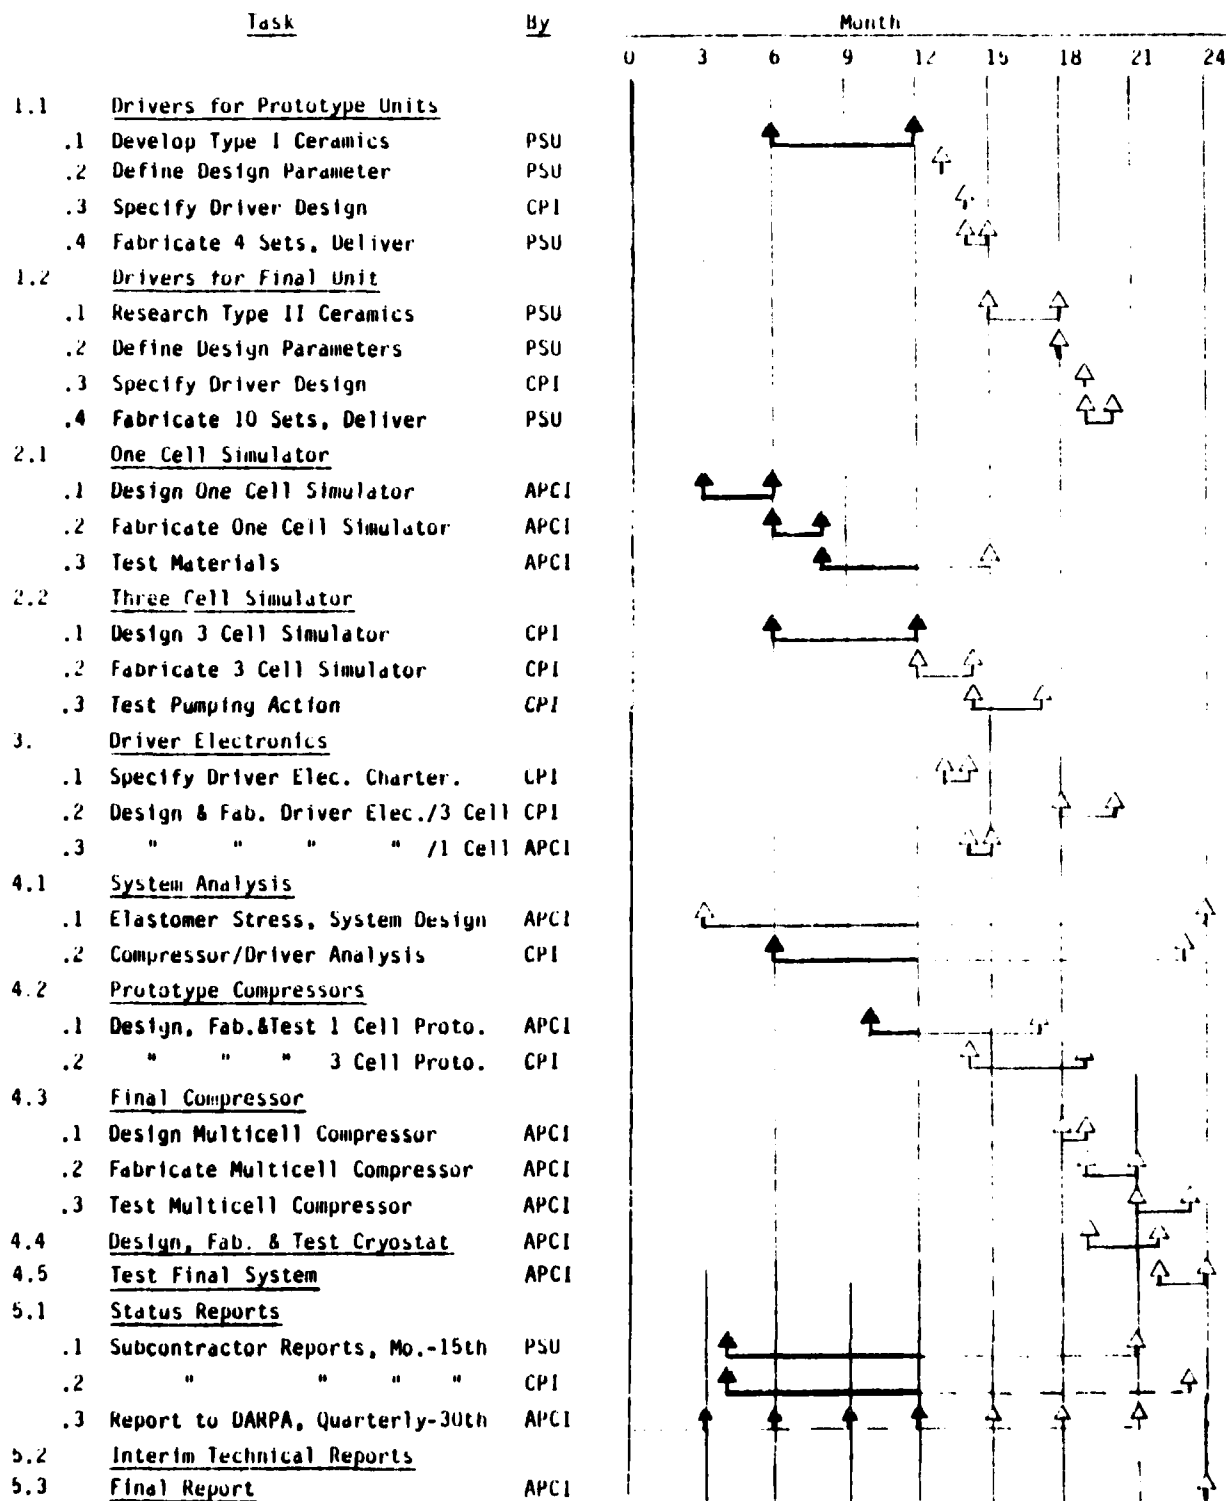 Task By Month
0 3 6 9 12 15 18 21 24
1.1 Drivers for Prototype Units
.1 Develop Type I Ceramics PSU
.2 Define Design Parameter PSU
.3 Specify Driver Design CPI
.4 Fabricate 4 Sets, Deliver PSU
1.2 Drivers for Final Unit
.1 Research Type II Ceramics PSU
.2 Define Design Parameters PSU
.3 Specify Driver Design CPI
.4 Fabricate 10 Sets, Deliver PSU
2.1 One Cell Simulator
.1 Design One Cell Simulator APCI
.2 Fabricate One Cell Simulator APCI
.3 Test Materials APCI
2.2 Three Cell Simulator
.1 Design 3 Cell Simulator CPI
.2 Fabricate 3 Cell Simulator CPI
.3 Test Pumping Action CPI
3. Driver Electronics
.1 Specify Driver Elec. Charter. CPI
.2 Design & Fab. Driver Elec./3 Cell CPI
.3 " " " " /1 Cell APCI
4.1 System Analysis
.1 Elastomer Stress, System Design APCI
.2 Compressor/Driver Analysis CPI
4.2 Prototype Compressors
.1 Design, Fab.&Test 1 Cell Proto. APCI
.2 " " " 3 Cell Proto. CPI
4.3 Final Compressor
.1 Design Multicell Compressor APCI
.2 Fabricate Multicell Compressor APCI
.3 Test Multicell Compressor APCI
4.4 Design, Fab. & Test Cryostat APCI
4.5 Test Final System APCI
5.1 Status Reports
.1 Subcontractor Reports, Mo.-15th PSU
.2 " " " " CPI
.3 Report to DARPA, Quarterly-30th APCI
5.2 Interim Technical Reports
5.3 Final Report APCI